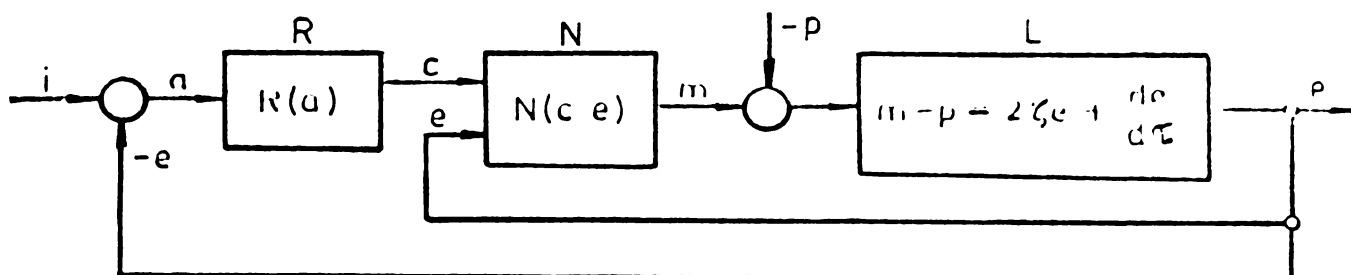 R
N
L
-p
i
a
R(a)
c
e
N(c e)
m
m-p = 2ζe + de
dτ
e
-e